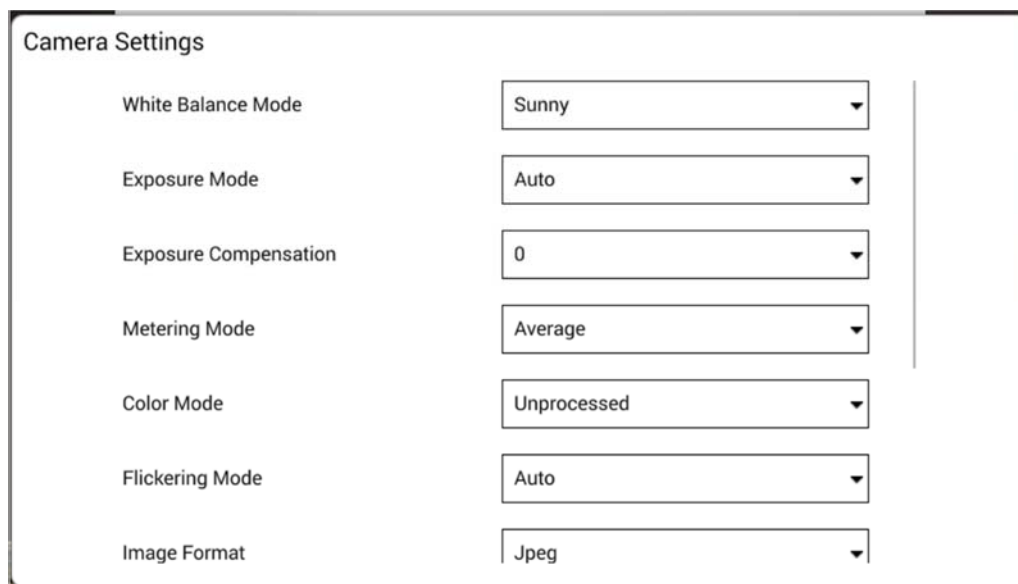 Camera Settings
White Balance Mode Sunny
Exposure Mode Auto
Exposure Compensation 0
Metering Mode Average
Color Mode Unprocessed
Flickering Mode Auto
Image Format Jpeg